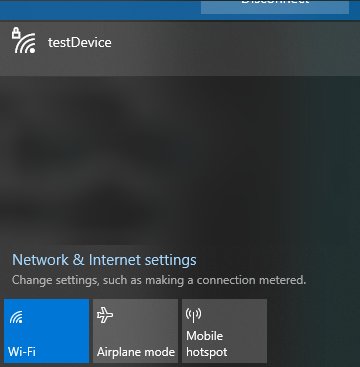 Disconnect
testDevice
Network & Internet settings
Change settings, such as making a connection metered.
Wi-Fi
Airplane mode
Mobile
hotspot